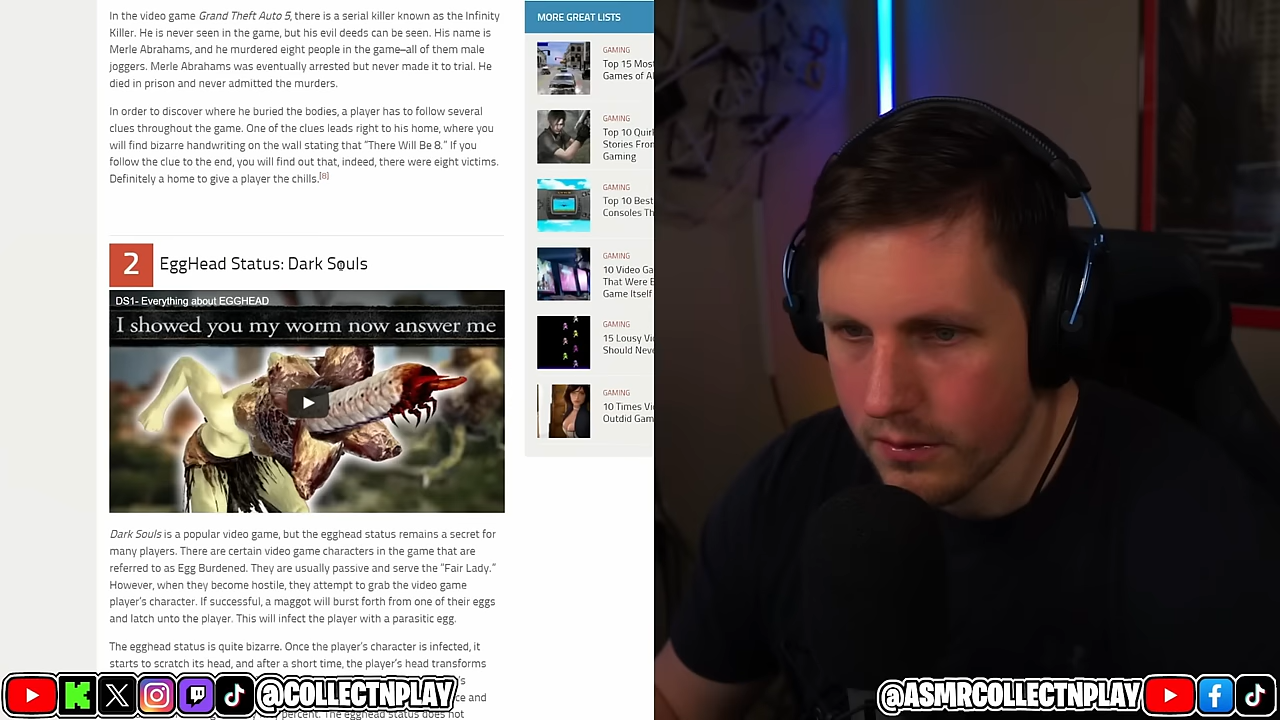 In the video game Grand Theft Auto 5, there is a serial killer known as the Infinity
Killer. He is never seen in the game, but his evil deeds can be seen. His name is
Merle Abrahams, and he murdered eight people in the game—all of them male
joggers. Merle Abrahams was eventually arrested but never made it to trial. He
died in prison and never admitted the murders.
In order to discover where he buried the bodies, a player has to follow several
clues throughout the game. One of the clues leads right to his home, where you
will find bizarre handwriting on the wall stating that “There Will Be 8.” If you
follow the clue to the end, you will find out that, indeed, there were eight victims.
Definitely a home to give a player the chills.[8]
2 EggHead Status: Dark Souls
DS1- Everything about EGGHEAD
I showed you my worm now answer me
Dark Souls is a popular video game, but the egghead status remains a secret for
many players. There are certain video game characters in the game that are
referred to as Egg Burdened. They are usually passive and serve the “Fair Lady.”
However, when they become hostile, they attempt to grab the video game
player’s character. If successful, a maggot will burst forth from one of their eggs
and latch unto the player. This will infect the player with a parasitic egg.
The egghead status is quite bizarre. Once the player’s character is infected, it
starts to scratch its head, and after a short time, the player’s head transforms
and
percent. The egghead status does not
MORE GREAT LISTS
GAMING
Top 15 Mos
Games of A
GAMING
Top 10 Quir
Stories Fro
Gaming
GAMING
Top 10 Best
Consoles Th
GAMING
10 Video Ga
That Were
Game Itself
GAMING
15 Lousy Vi
Should Nev
GAMING
10 Times Vi
Outdid Gam
@COLLECTNPLAY
@ASMRCOLLECTNPLAY